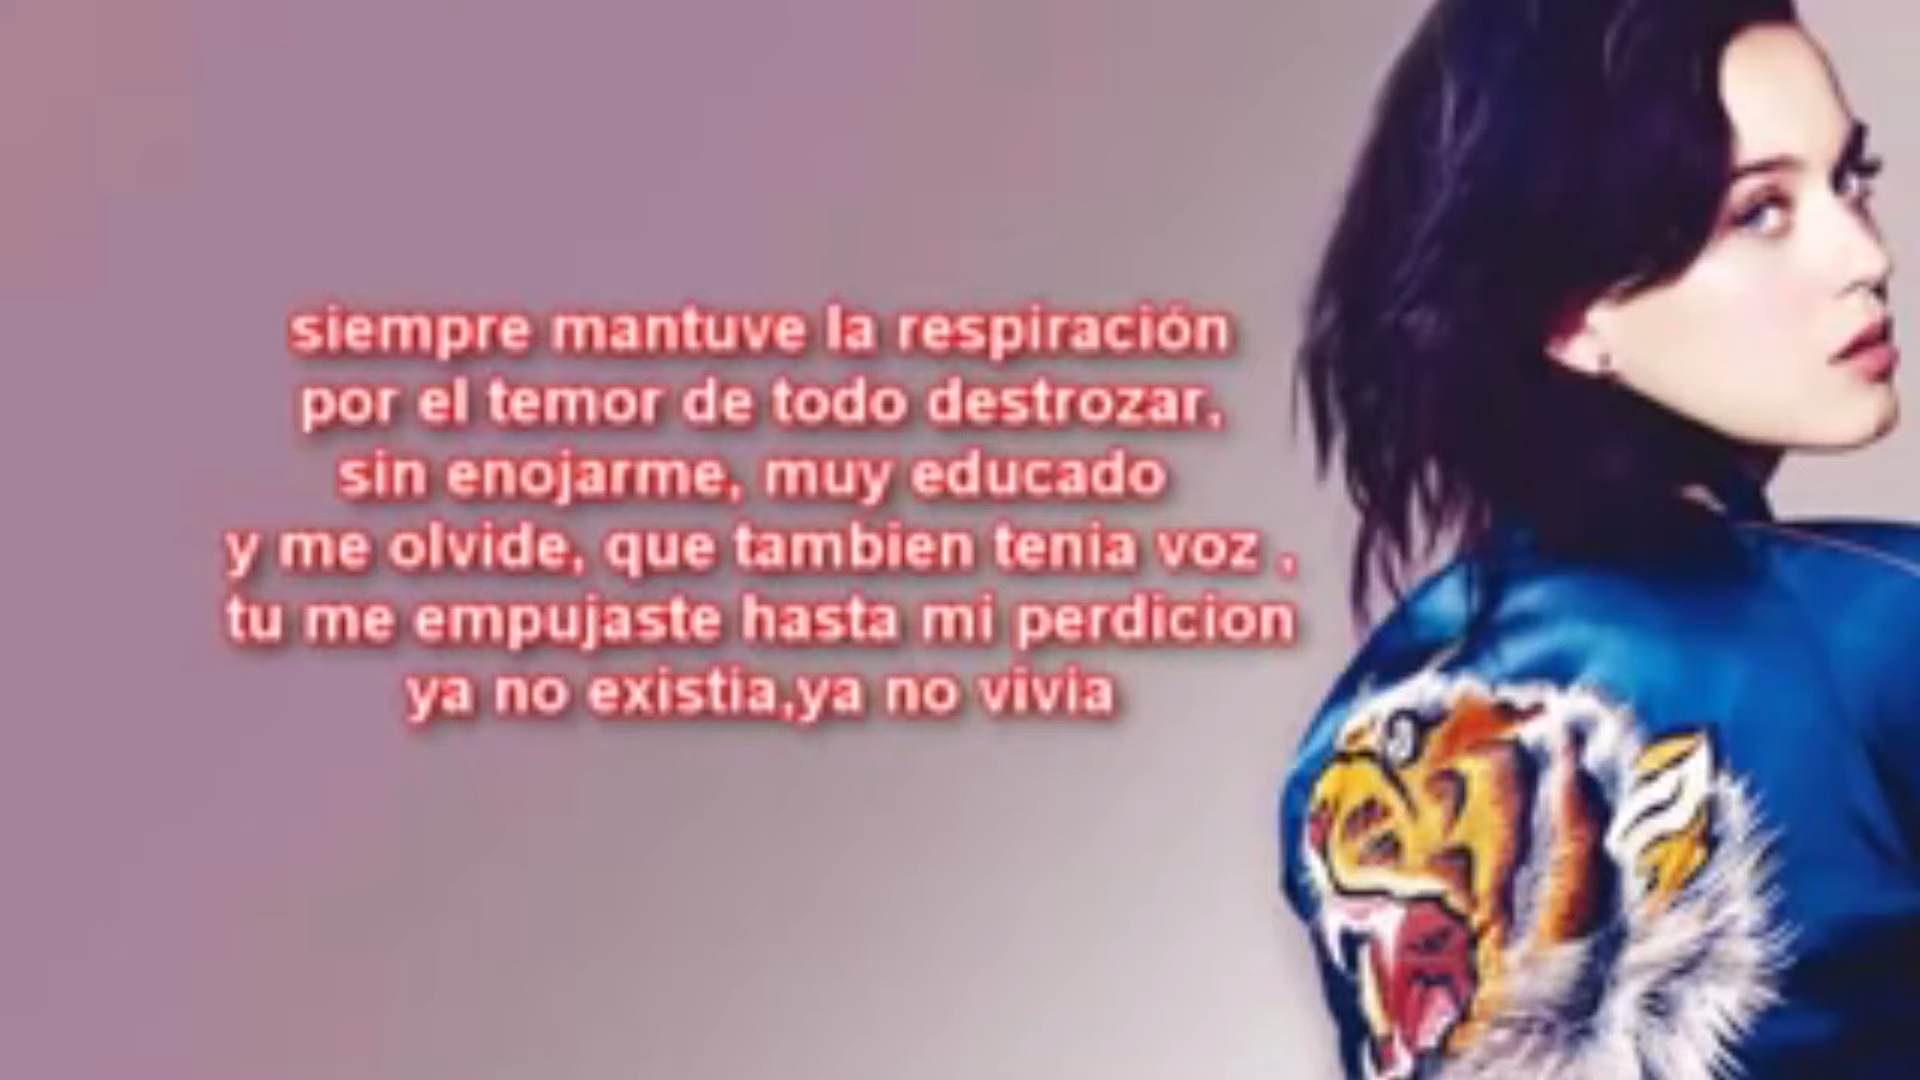 siempre mantuve la respiración
por el temor de todo destrozar.
sin enojarme, muy educado
y me olvide, que tambien tenia voz .
tu me empujaste hasta mi perdicion
ya no existia,ya no vivia